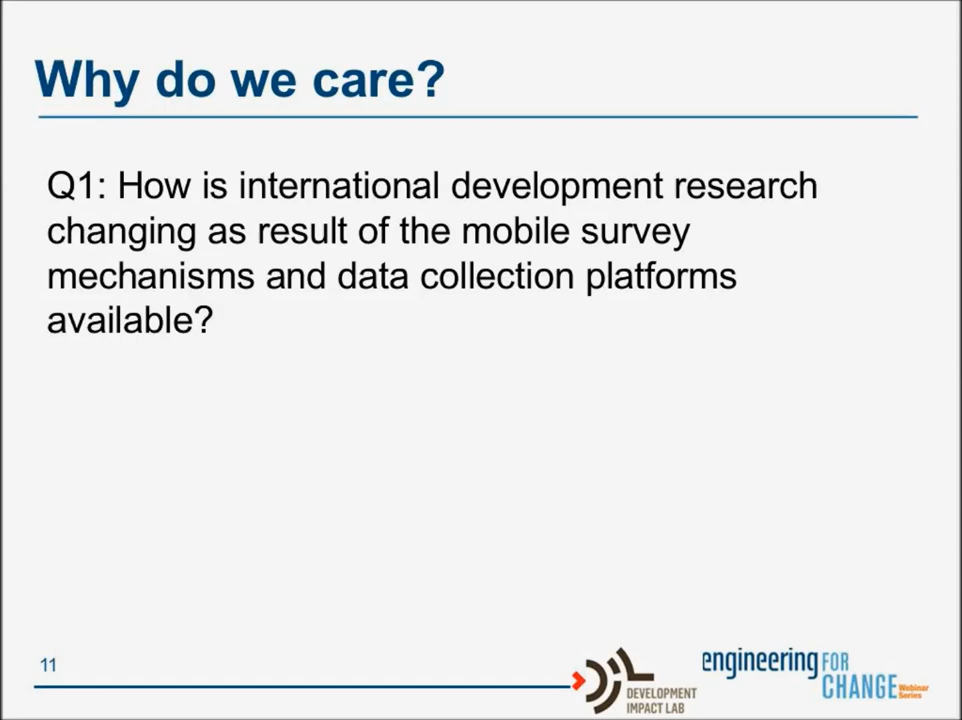 Why do we care?
Q1: How is international development research
changing as result of the mobile survey
mechanisms and data collection platforms
available?
11
DIL
DEVELOPMENT
IMPACT LAB
engineering FOR
CHANGE Webinar
Series